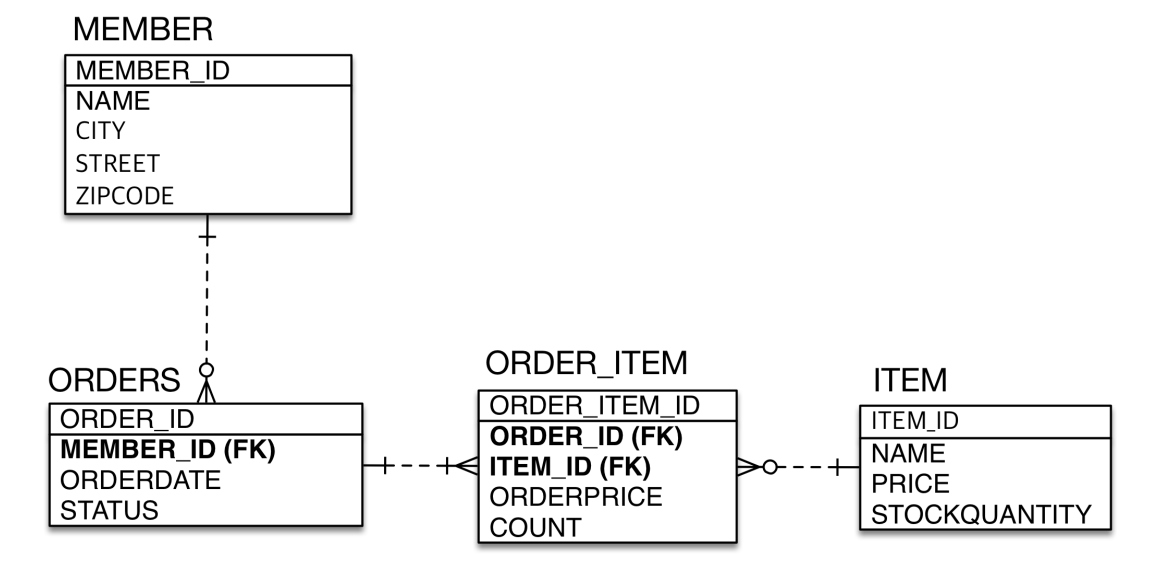 MEMBER
MEMBER_ID
NAME
CITY
STREET
ZIPCODE
ORDERS
ORDER_ID
MEMBER_ID (FK)
ORDERDATE
STATUS
ORDER_ITEM
ORDER_ITEM_ID
ORDER_ID (FK)
ITEM_ID (FK)
ORDERPRICE
COUNT
ITEM
ITEM_ID
NAME
PRICE
STOCKQUANTITY